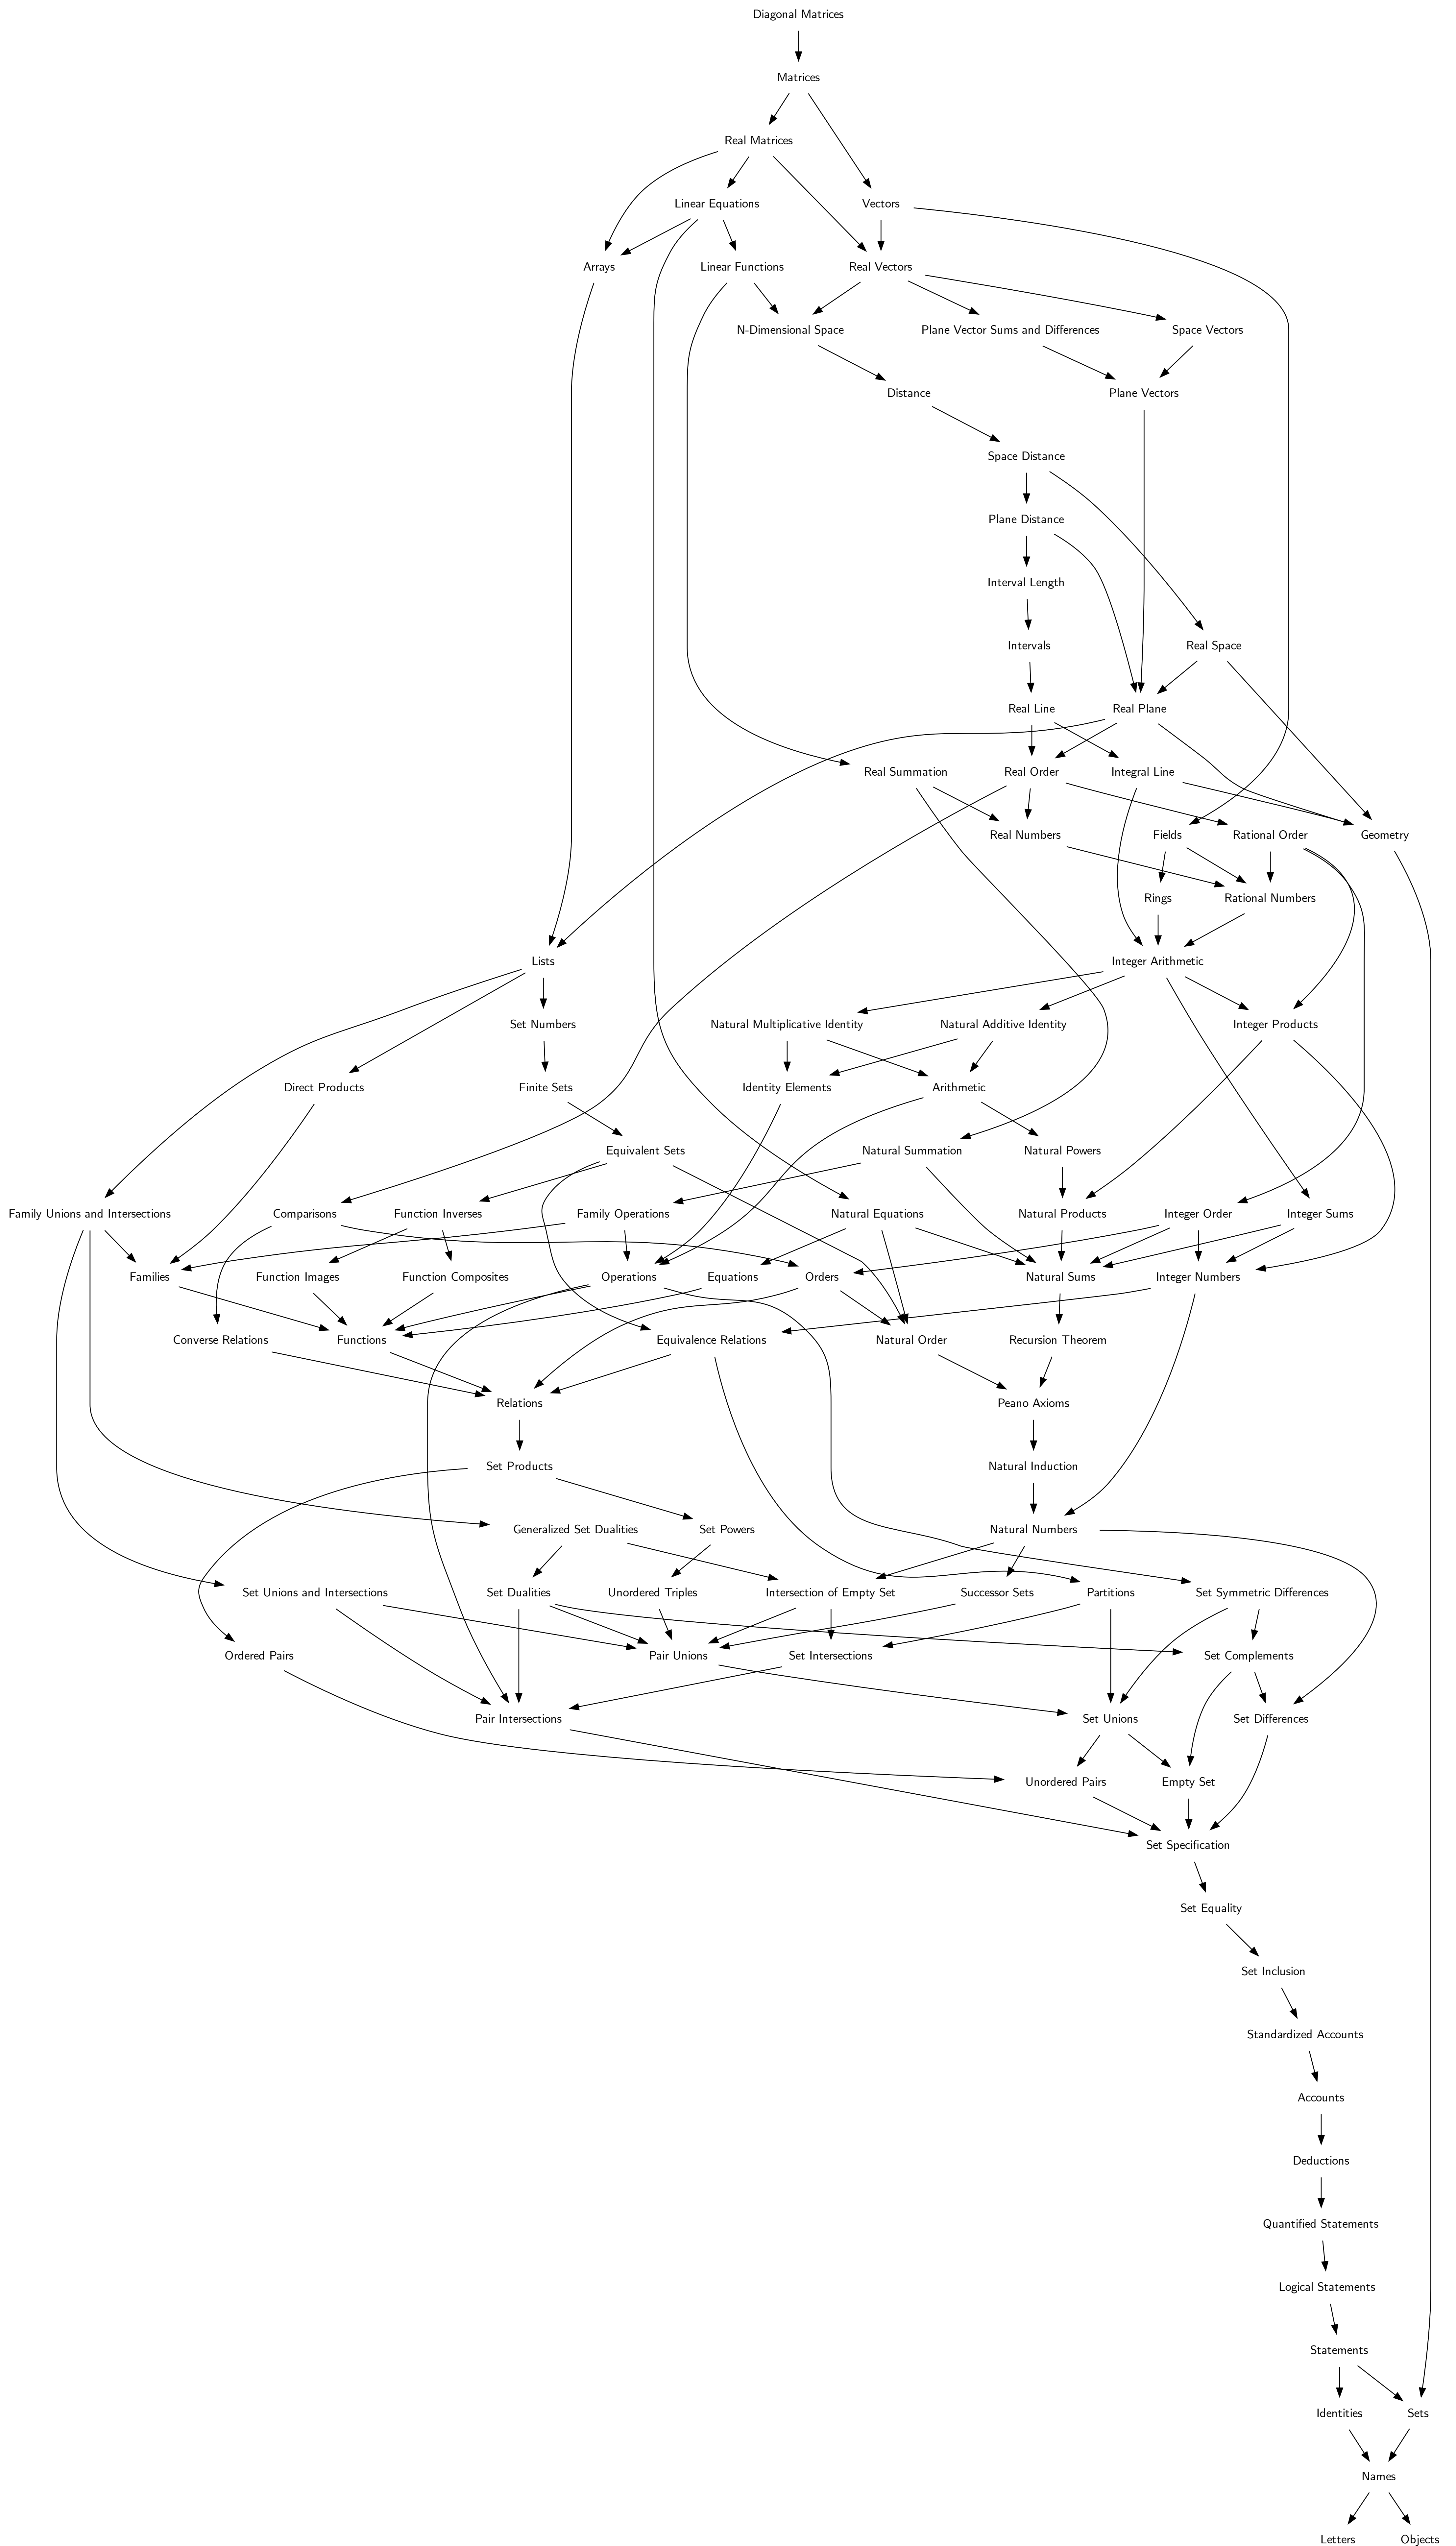 Diagonal Matrices
Matrices
Real Matrices
Linear Equations
Vectors
Arrays
Linear Functions
Real Vectors
N-Dimensional Space
Plane Vector Sums and Differences
Space Vectors
Distance
Plane Vectors
Space Distance
Plane Distance
Interval Length
Intervals
Real Space
Real Line
Real Plane
Real Summation
Real Order
Integral Line
Real Numbers
Fields
Rational Order
Geometry
Rings
Rational Numbers
Lists
Integer Arithmetic
Set Numbers
Natural Multiplicative Identity
Natural Additive Identity
Integer Products
Direct Products
Finite Sets
Identity Elements
Arithmetic
Equivalent Sets
Natural Summation
Natural Powers
Family Unions and Intersections
Comparisons
Function Inverses
Family Operations
Natural Equations
Natural Products
Integer Order
Integer Sums
Families
Function Images
Function Composites
Operations
Equations
Orders
Natural Sums
Integer Numbers
Converse Relations
Functions
Equivalence Relations
Natural Order
Recursion Theorem
Relations
Peano Axioms
Set Products
Natural Induction
Generalized Set Dualities
Set Powers
Natural Numbers
Set Unions and Intersections
Set Dualities
Unordered Triples
Intersection of Empty Set
Successor Sets
Partitions
Set Symmetric Differences
Ordered Pairs
Pair Unions
Set Intersections
Set Complements
Pair Intersections
Set Unions
Set Differences
Unordered Pairs
Empty Set
Set Specification
Set Equality
Set Inclusion
Standardized Accounts
Accounts
Deductions
Quantified Statements
Logical Statements
Statements
Identities
Sets
Names
Letters
Objects